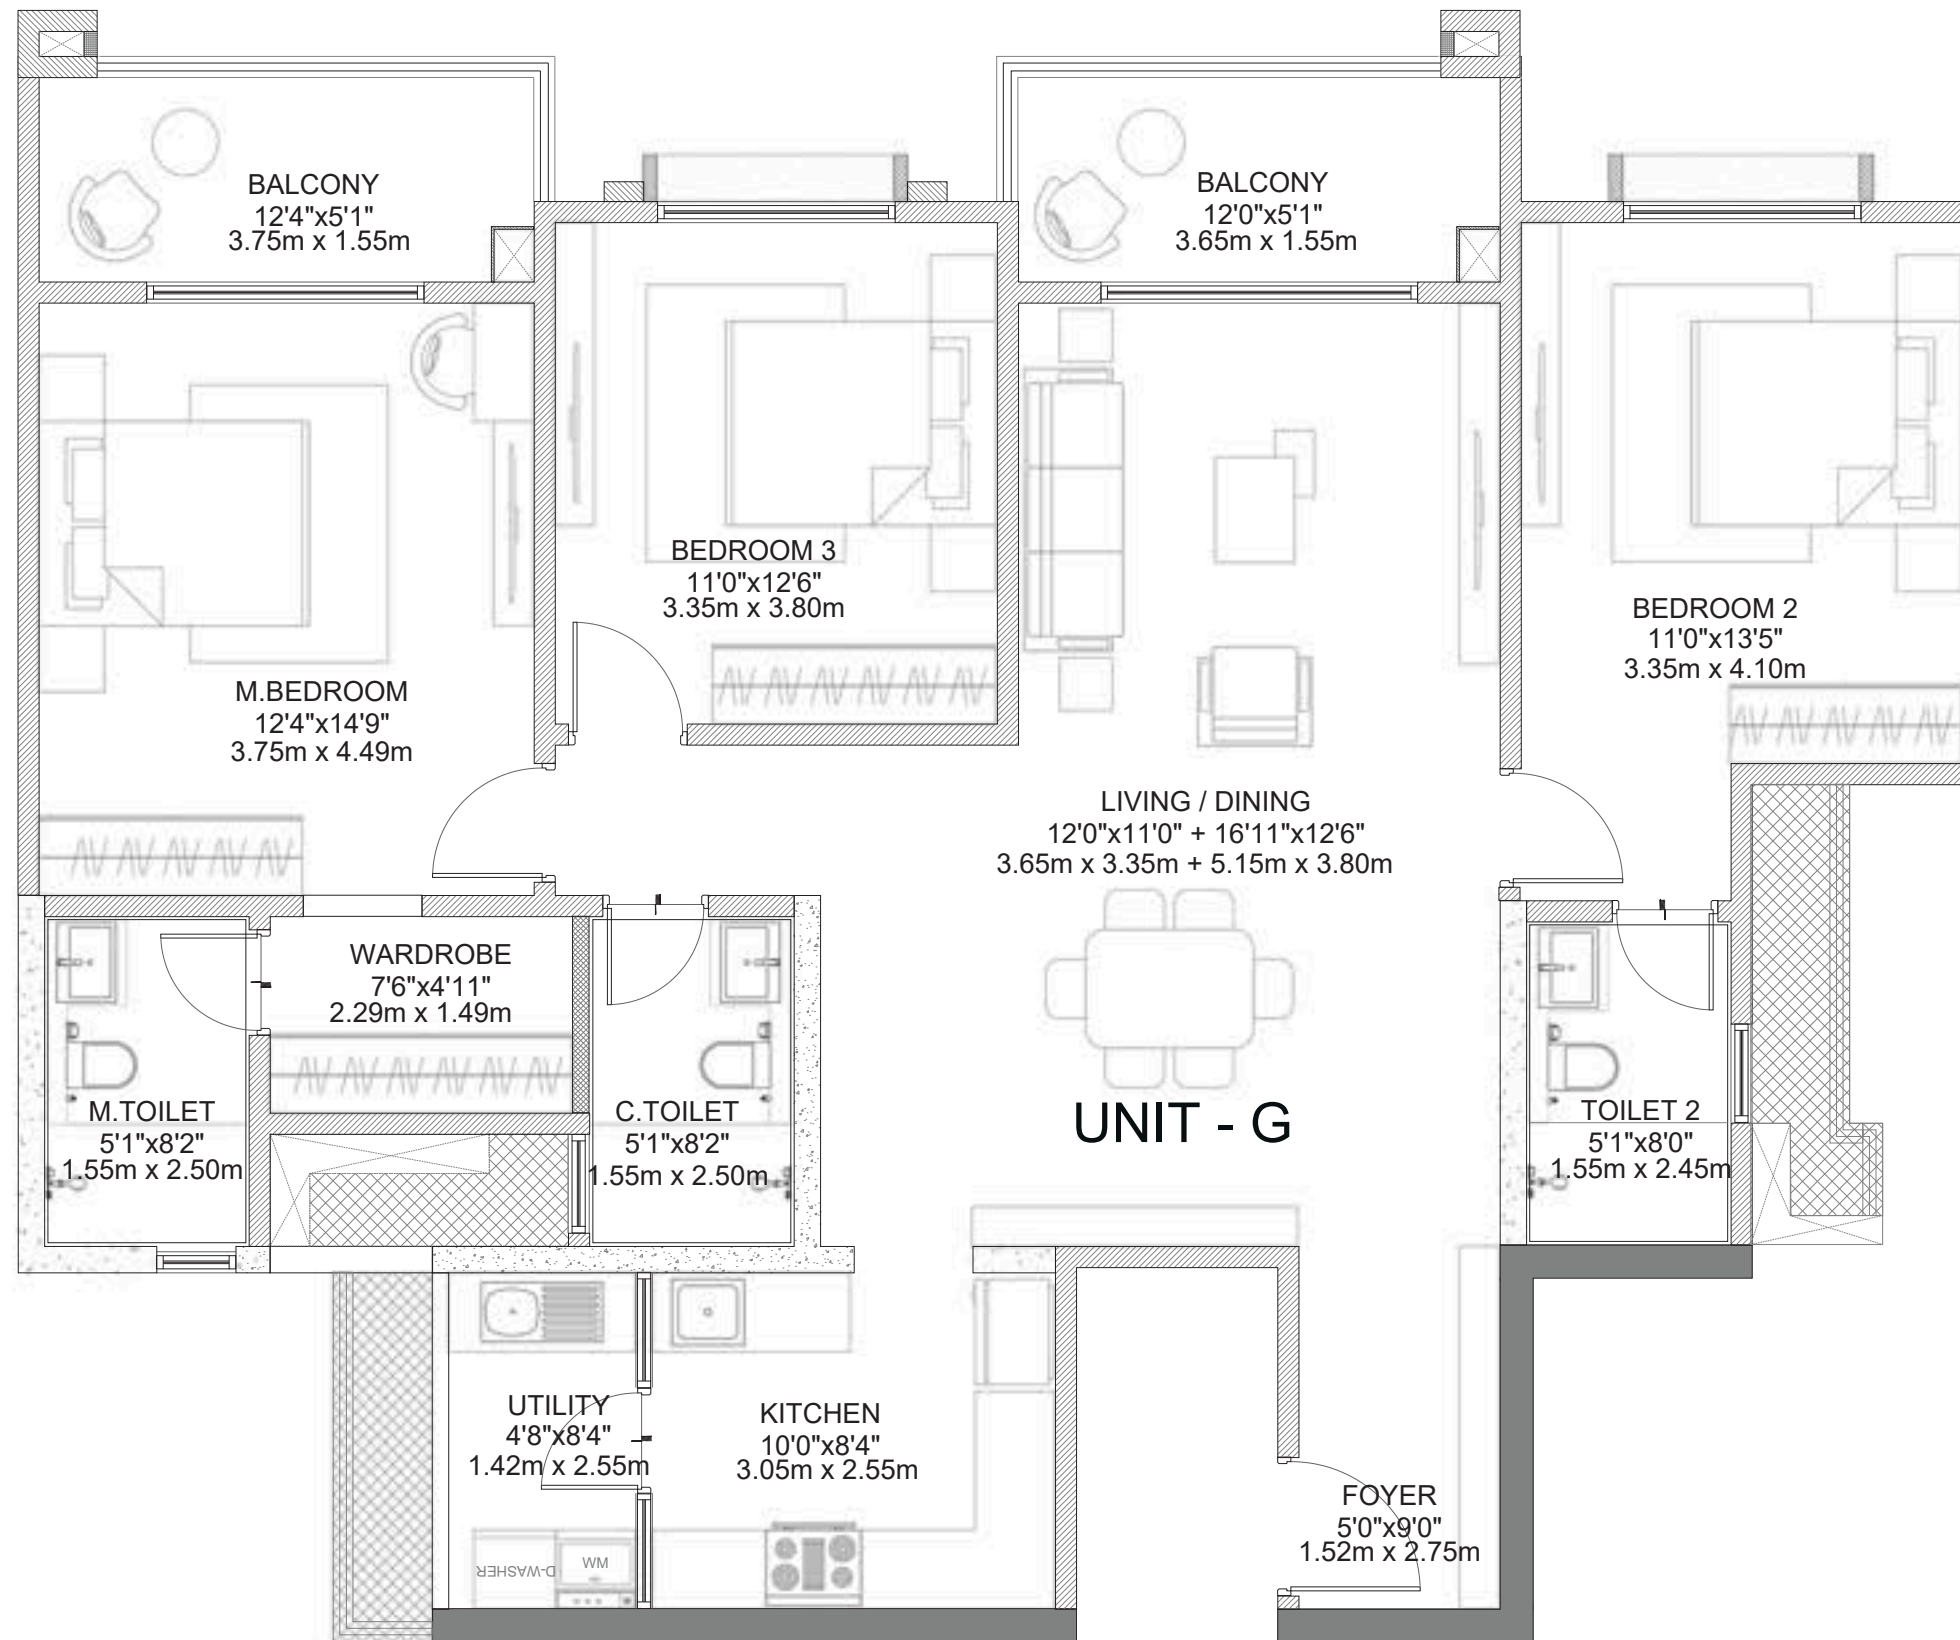 BALCONY
12'4"x5'1"
3.75m x 1.55m
BALCONY
12'0"x5'1"
3.65m x 1.55m
BEDROOM 3
11'0"x12'6"
3.35m x 3.80m
BEDROOM 2
11'0"x13'5"
3.35m x 4.10m
M.BEDROOM
12'4"x14'9"
3.75m x 4.49m
LIVING / DINING
12'0"x11'0" + 16'11"x12'6"
3.65m x 3.35m + 5.15m x 3.80m
WARDROBE
7'6"x4'11"
2.29m x 1.49m
M.TOILET
5'1"x8'2"
1.55m x 2.50m
C.TOILET
5'1"x8'2"
1.55m x 2.50m
UNIT - G
TOILET 2
5'1"x8'0"
1.55m x 2.45m
UTILITY
4'8"x8'4"
1.42m x 2.55m
KITCHEN
10'0"x8'4"
3.05m x 2.55m
FOYER
5'0"x9'0"
1.52m x 2.75m
D-WASHER
WM